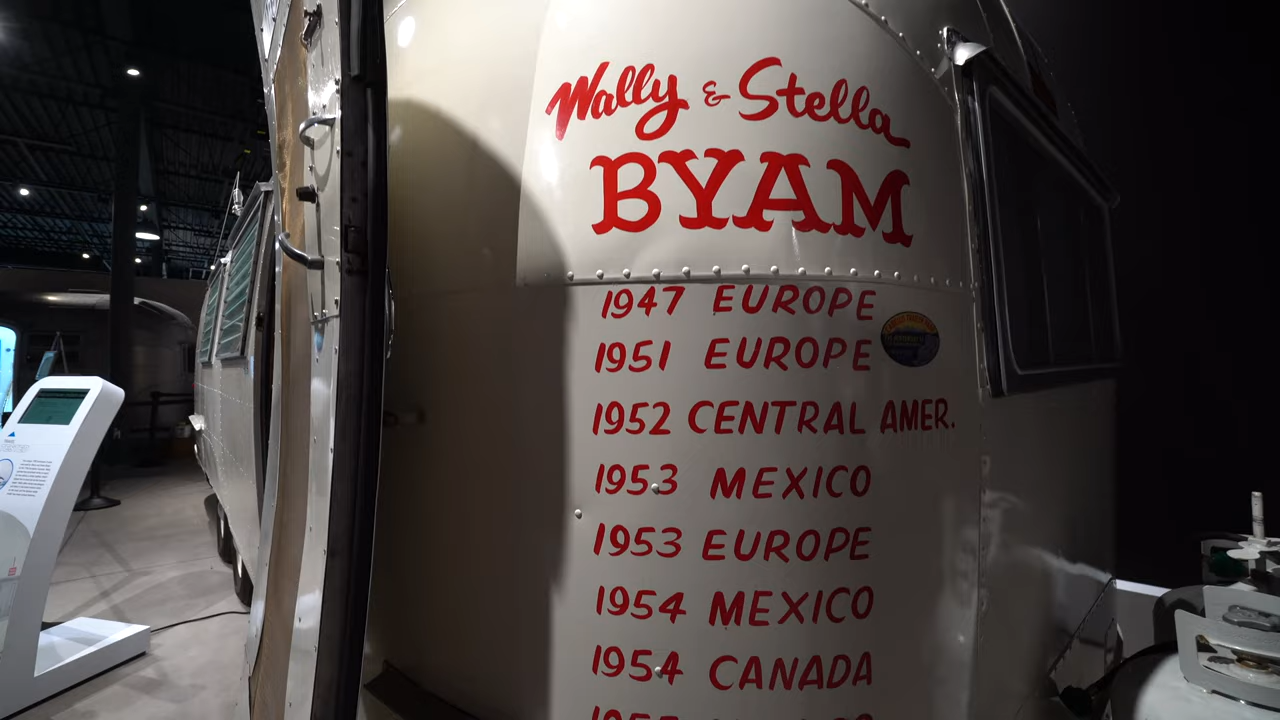 Wally & Stella
BYAM
1947 EUROPE
1951 EUROPE
1952 CENTRAL AMER.
1953 MEXICO
1953 EUROPE
1954 MEXICO
1954 CANADA